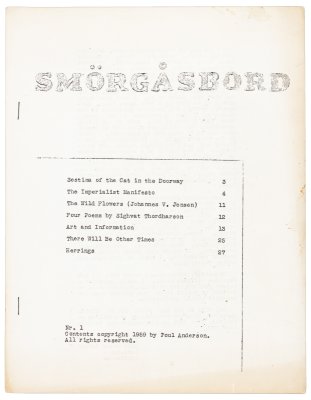 SMÖRGÅSBORD
Sestina of the Cat in the Doorway 3
The Imperialist Manifesto 4
The Wild Flowers (Johannes V. Jensen) 11
Four Poems by Sighvat Thordharson 12
Art and Information 13
There Will Be Other Times 25
Herrings 27
Nr. 1
Contents copyright 1959 by Poul Anderson.
All rights reserved.